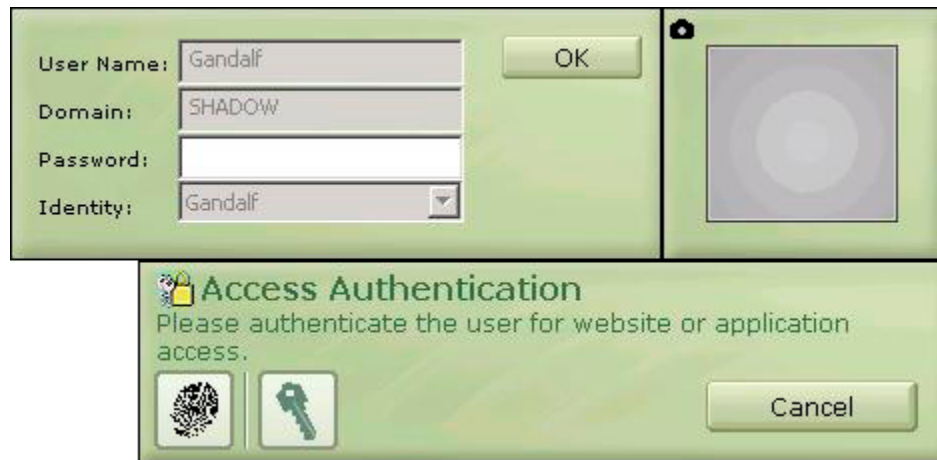 User Name: Gandalf
OK
Domain: SHADOW
Password:
Identity: Gandalf
Access Authentication
Please authenticate the user for website or application
access.
Cancel